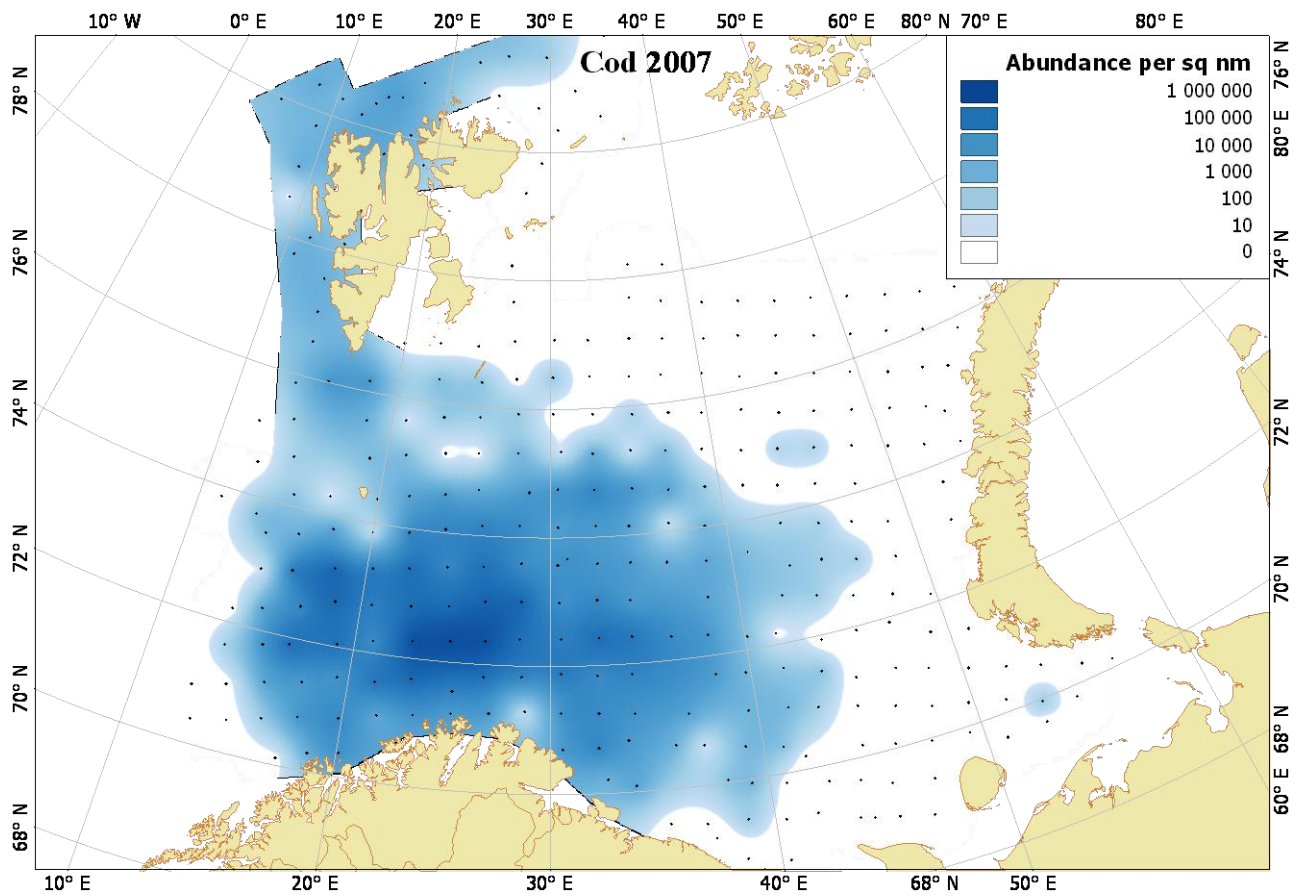 10° W 0° E 10° E 20° E 30° E 40° E 50° E 60° E 80° N 70° E 80° E
Cod 2007
Abundance per sq nm
1 000 000
100 000
10 000
1 000
100
10
0
78° N
76° N
74° N
72° N
70° N
68° N
76° N
80° E
74° N
72° N
70° N
68° N
60° E
10° E 20° E 30° E 40° E 68° N 50° E